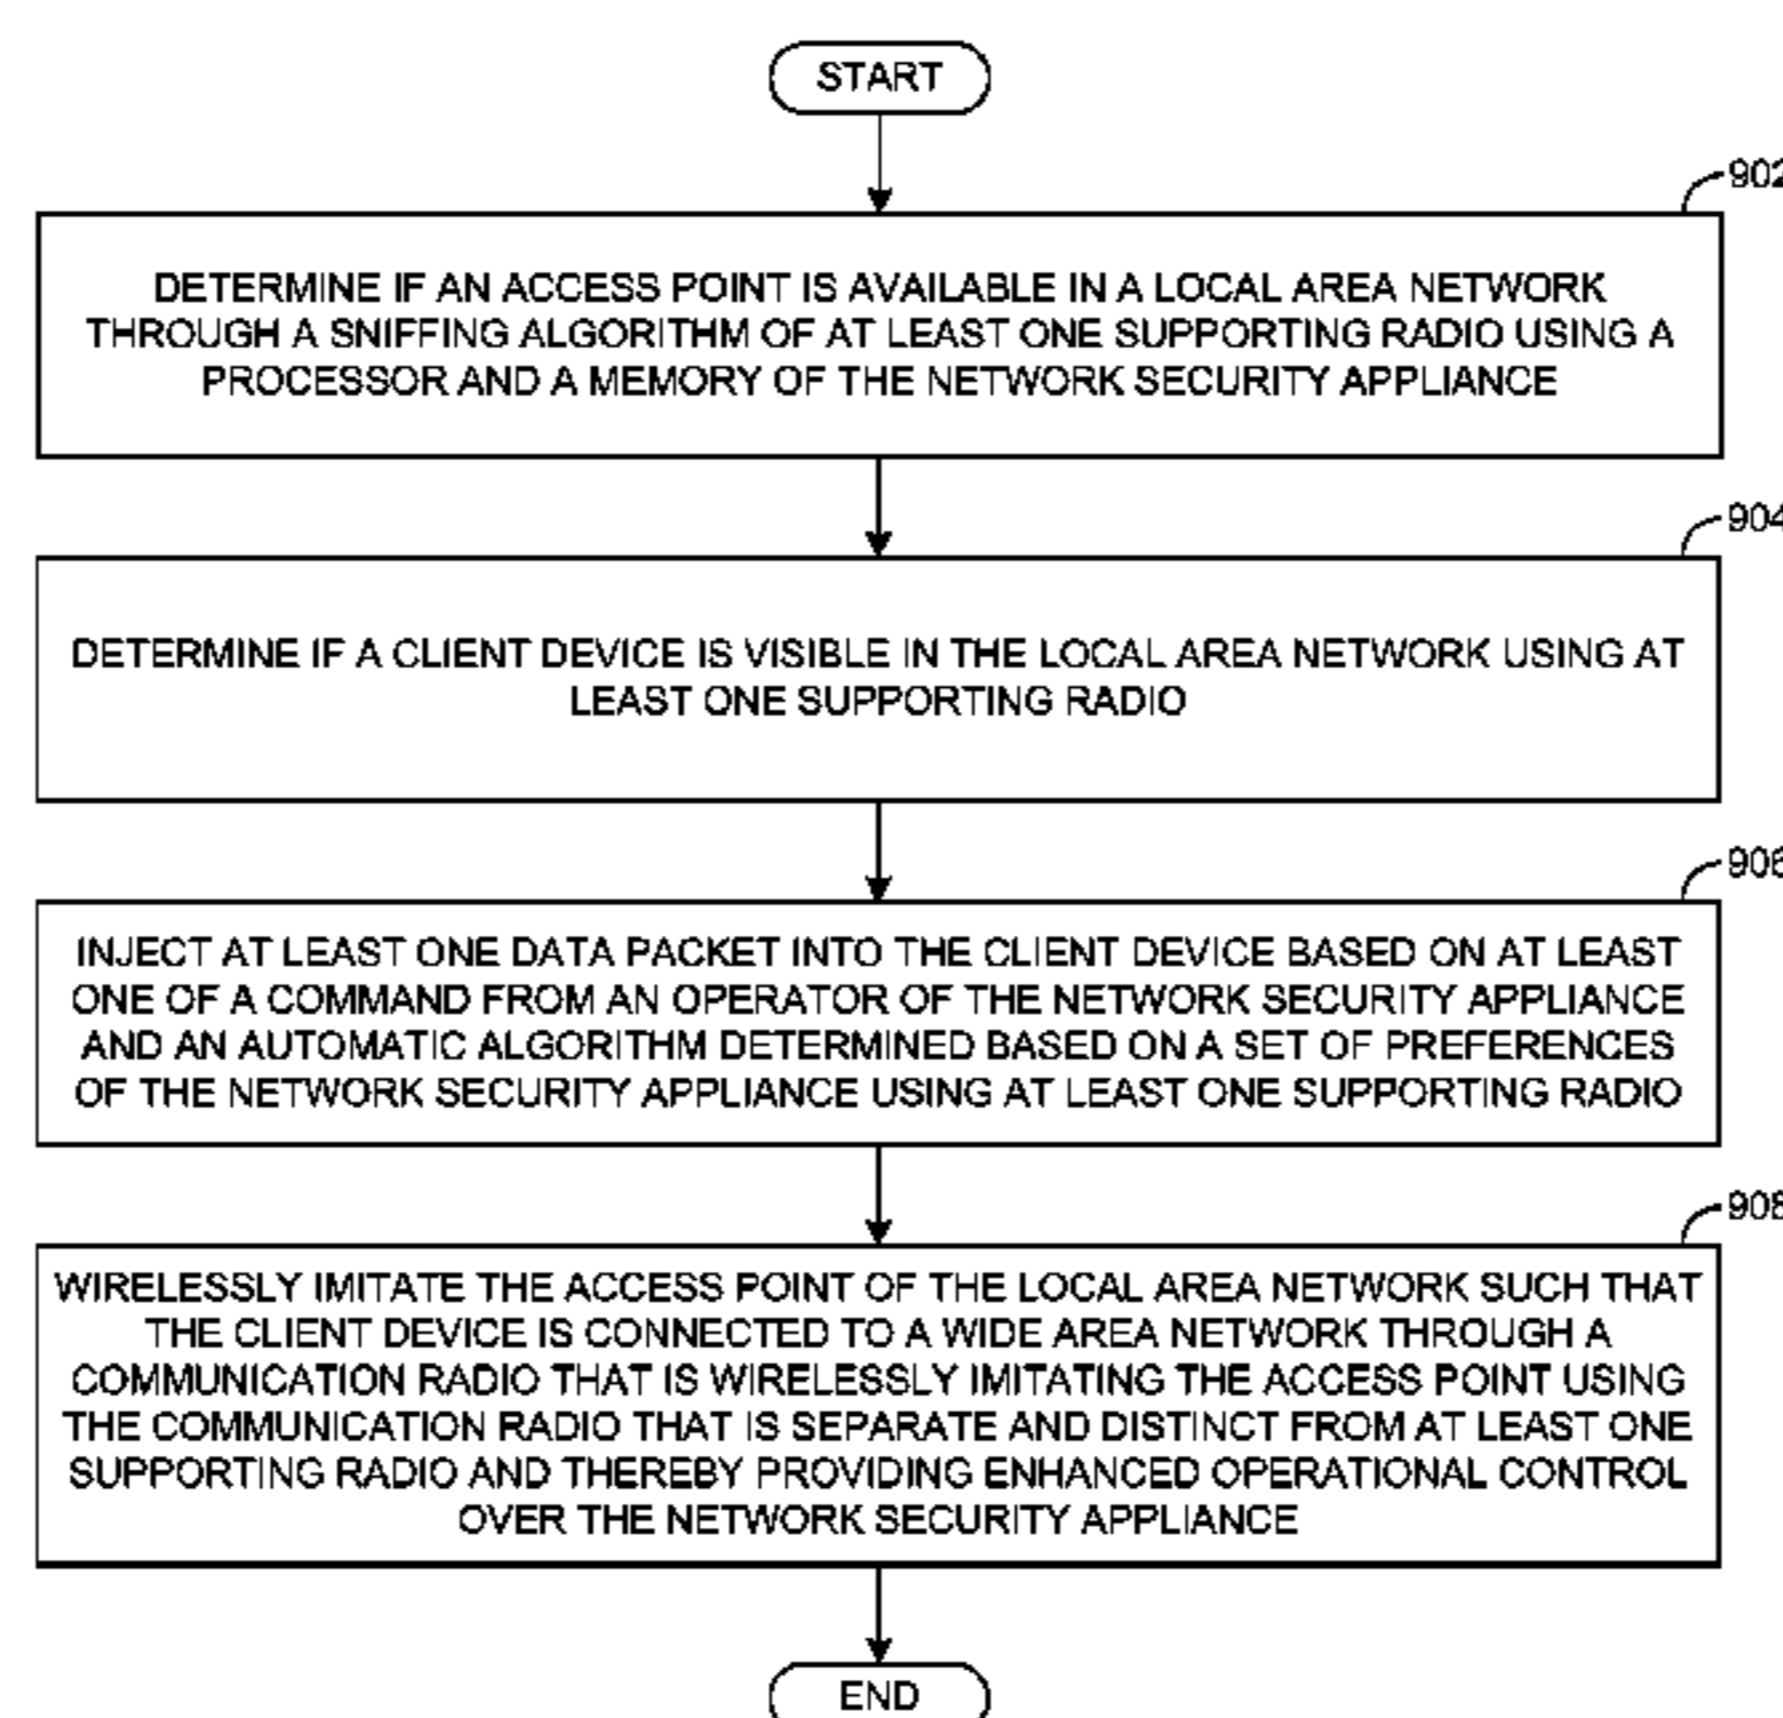 START
902
DETERMINE IF AN ACCESS POINT IS AVAILABLE IN A LOCAL AREA NETWORK
THROUGH A SNIFFING ALGORITHM OF AT LEAST ONE SUPPORTING RADIO USING A
PROCESSOR AND A MEMORY OF THE NETWORK SECURITY APPLIANCE
904
DETERMINE IF A CLIENT DEVICE IS VISIBLE IN THE LOCAL AREA NETWORK USING AT
LEAST ONE SUPPORTING RADIO
906
INJECT AT LEAST ONE DATA PACKET INTO THE CLIENT DEVICE BASED ON AT LEAST
ONE OF A COMMAND FROM AN OPERATOR OF THE NETWORK SECURITY APPLIANCE
AND AN AUTOMATIC ALGORITHM DETERMINED BASED ON A SET OF PREFERENCES
OF THE NETWORK SECURITY APPLIANCE USING AT LEAST ONE SUPPORTING RADIO
908
WIRELESSLY IMITATE THE ACCESS POINT OF THE LOCAL AREA NETWORK SUCH THAT
THE CLIENT DEVICE IS CONNECTED TO A WIDE AREA NETWORK THROUGH A
COMMUNICATION RADIO THAT IS WIRELESSLY IMITATING THE ACCESS POINT USING
THE COMMUNICATION RADIO THAT IS SEPARATE AND DISTINCT FROM AT LEAST ONE
SUPPORTING RADIO AND THEREBY PROVIDING ENHANCED OPERATIONAL CONTROL
OVER THE NETWORK SECURITY APPLIANCE
END